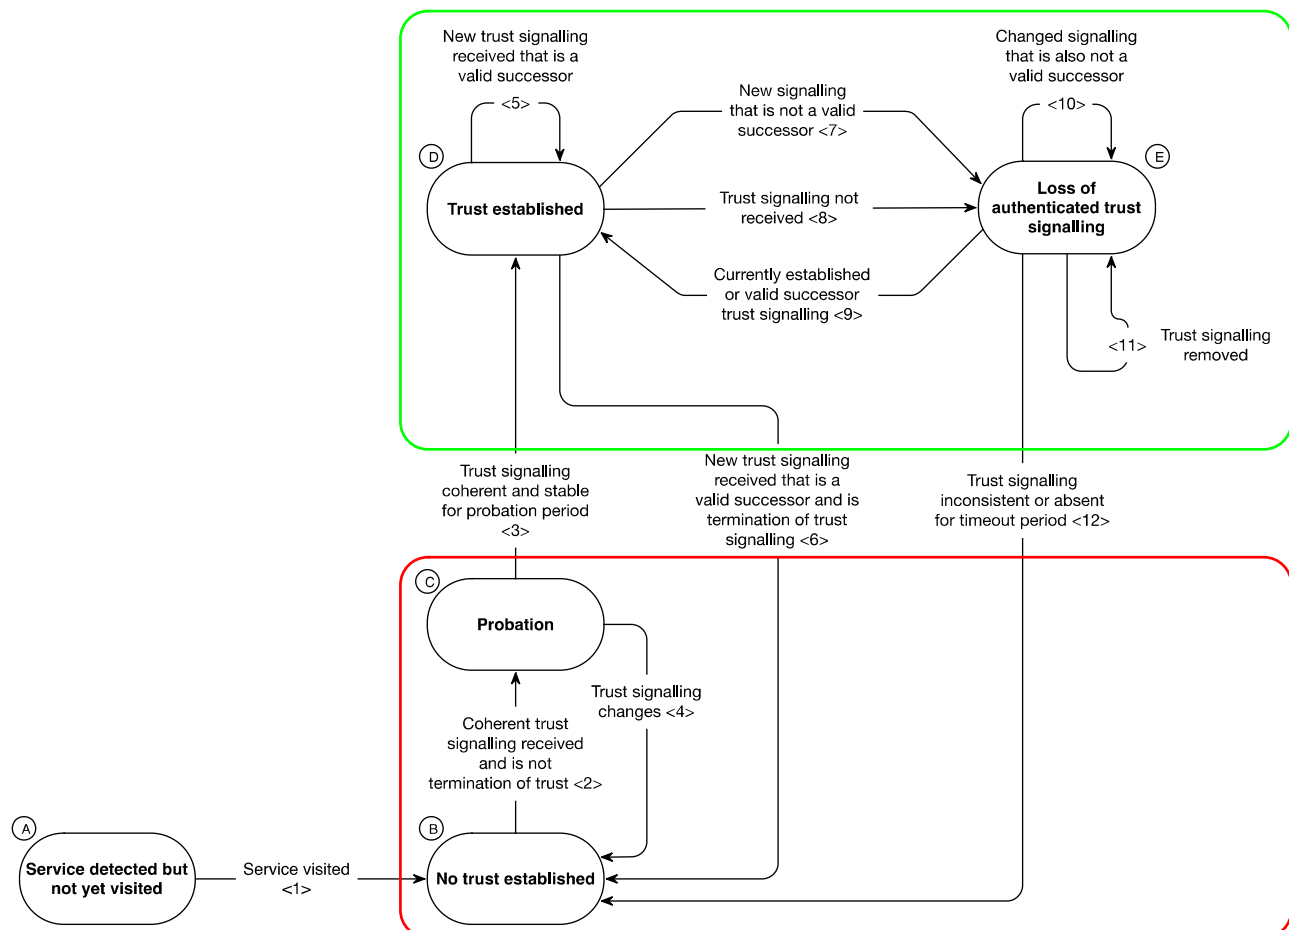 New trust signalling
received that is a
valid successor
<5>
Changed signalling
that is also not a
valid successor
<10>
New signalling
that is not a valid
successor <7>
D
E
Trust established
Trust signalling not
received <8>
Loss of
authenticated trust
signalling
Currently established
or valid successor
trust signalling <9>
<11>
Trust signalling
removed
Trust signalling
coherent and stable
for probation period
<3>
New trust signalling
received that is a
valid successor and is
termination of trust
signalling <6>
Trust signalling
inconsistent or absent
for timeout period <12>
C
Probation
Trust signalling
changes <4>
Coherent trust
signalling received
and is not
termination of trust <2>
A
B
Service detected but
not yet visited
Service visited
<1>
No trust established